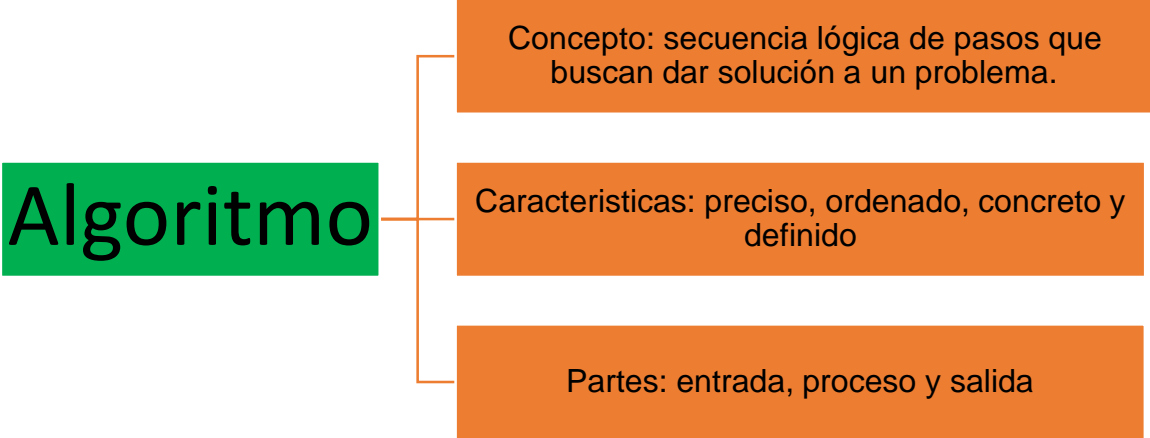 Algoritmo
Concepto: secuencia lógica de pasos que
buscan dar solución a un problema.
Caracteristicas: preciso, ordenado, concreto y
definido
Partes: entrada, proceso y salida